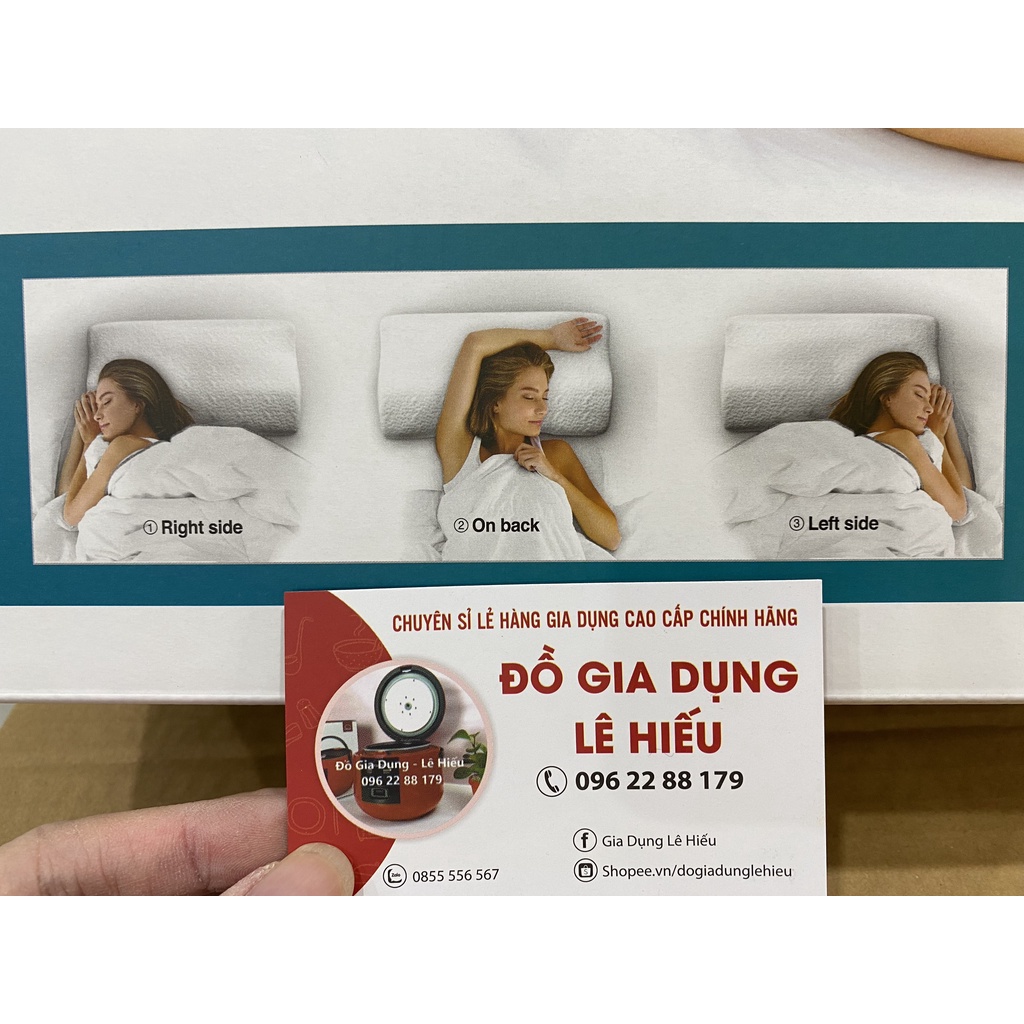 ① Right side
② On back
③ Left side
CHUYÊN SỈ LẺ HÀNG GIA DỤNG CAO CẤP CHÍNH HÃNG
ĐỒ GIA DỤNG
LÊ HIẾU
096 22 88 179
Đồ Gia Dụng - Lê Hiếu
096 22 88 179
Gia Dụng Lê Hiếu
Zalo
0855 556 567
Shopee.vn/dogiadunglehieu